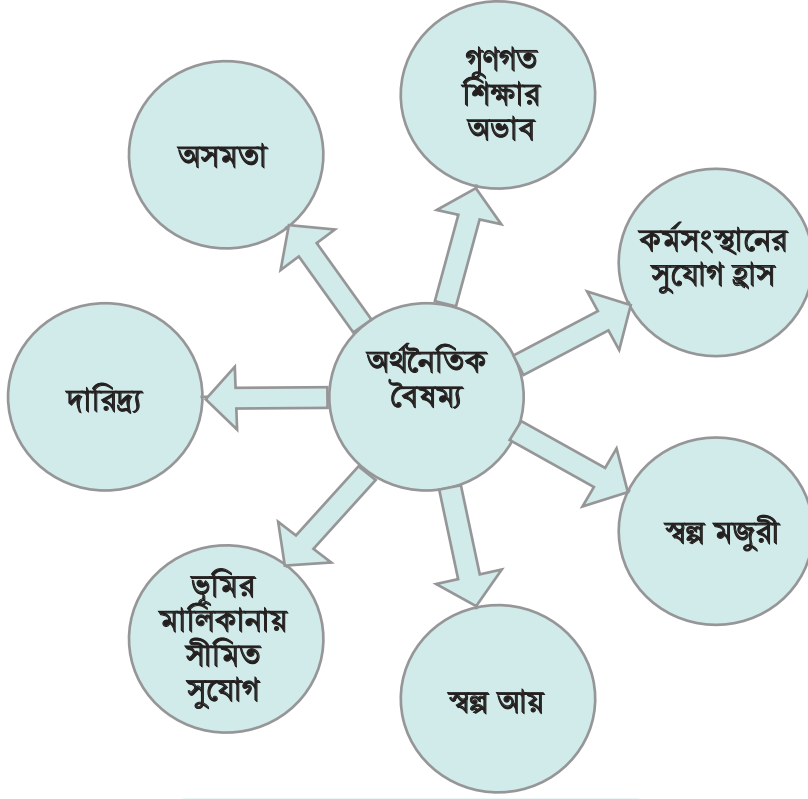 গুণগত
শিক্ষার
অভাব
অসমতা
কর্মসংস্থানের
সুযোগ হ্রাস
অর্থনৈতিক
বৈষম্য
দারিদ্র্য
স্বল্প মজুরী
ভূমির
মালিকানায়
সীমিত
সুযোগ
স্বল্প আয়